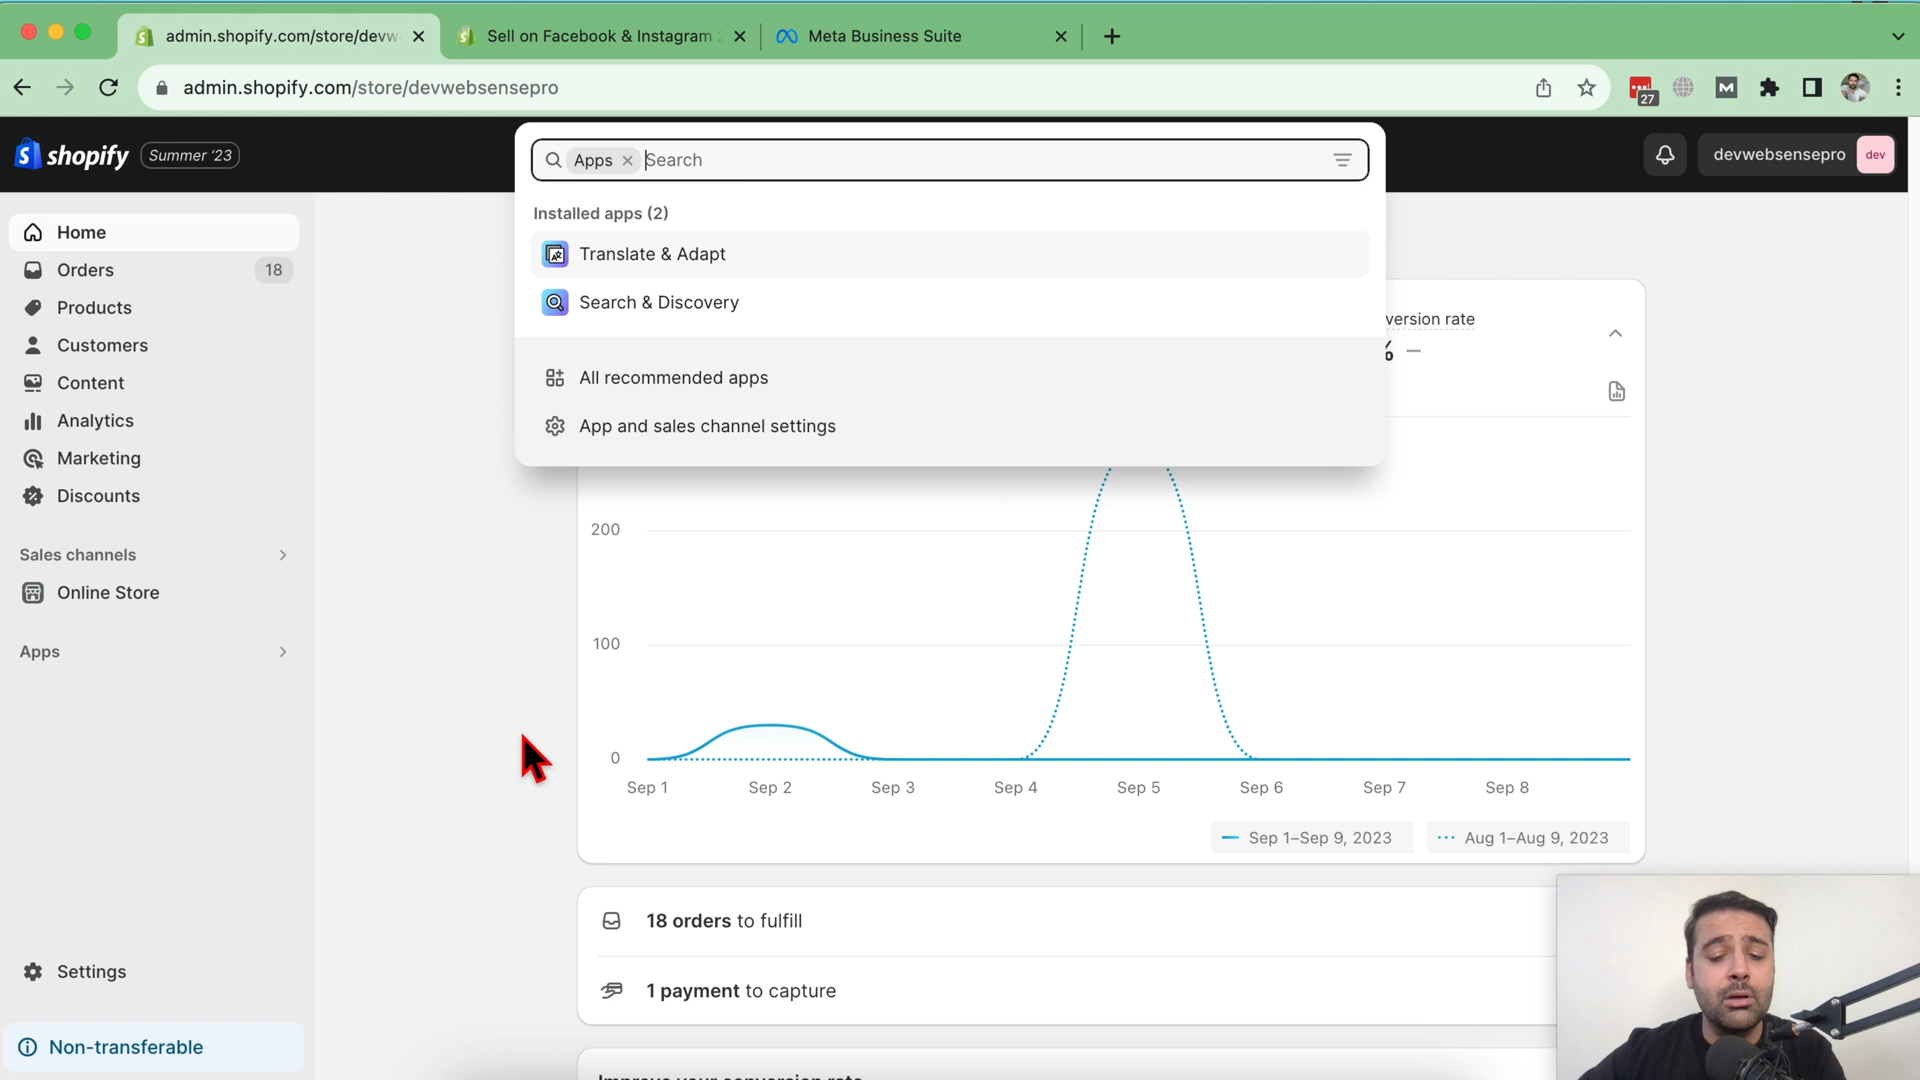 admin.shopify.com/store/devw
Sell on Facebook & Instagram 2
Meta Business Suite
admin.shopify.com/store/devwebsensepro
27
M
shopify
Summer '23
Apps
Search
devwebsensepro
dev
Installed apps (2)
Translate & Adapt
Search & Discovery
All recommended apps
App and sales channel settings
Home
Orders
18
Products
Customers
Content
Analytics
Marketing
Discounts
Sales channels
Online Store
Apps
Settings
Non-transferable
version rate
% –
200
100
0
Sep 1
Sep 2
Sep 3
Sep 4
Sep 5
Sep 6
Sep 7
Sep 8
Sep 1–Sep 9, 2023
Aug 1–Aug 9, 2023
18 orders to fulfill
1 payment to capture
Improve your conversion rate